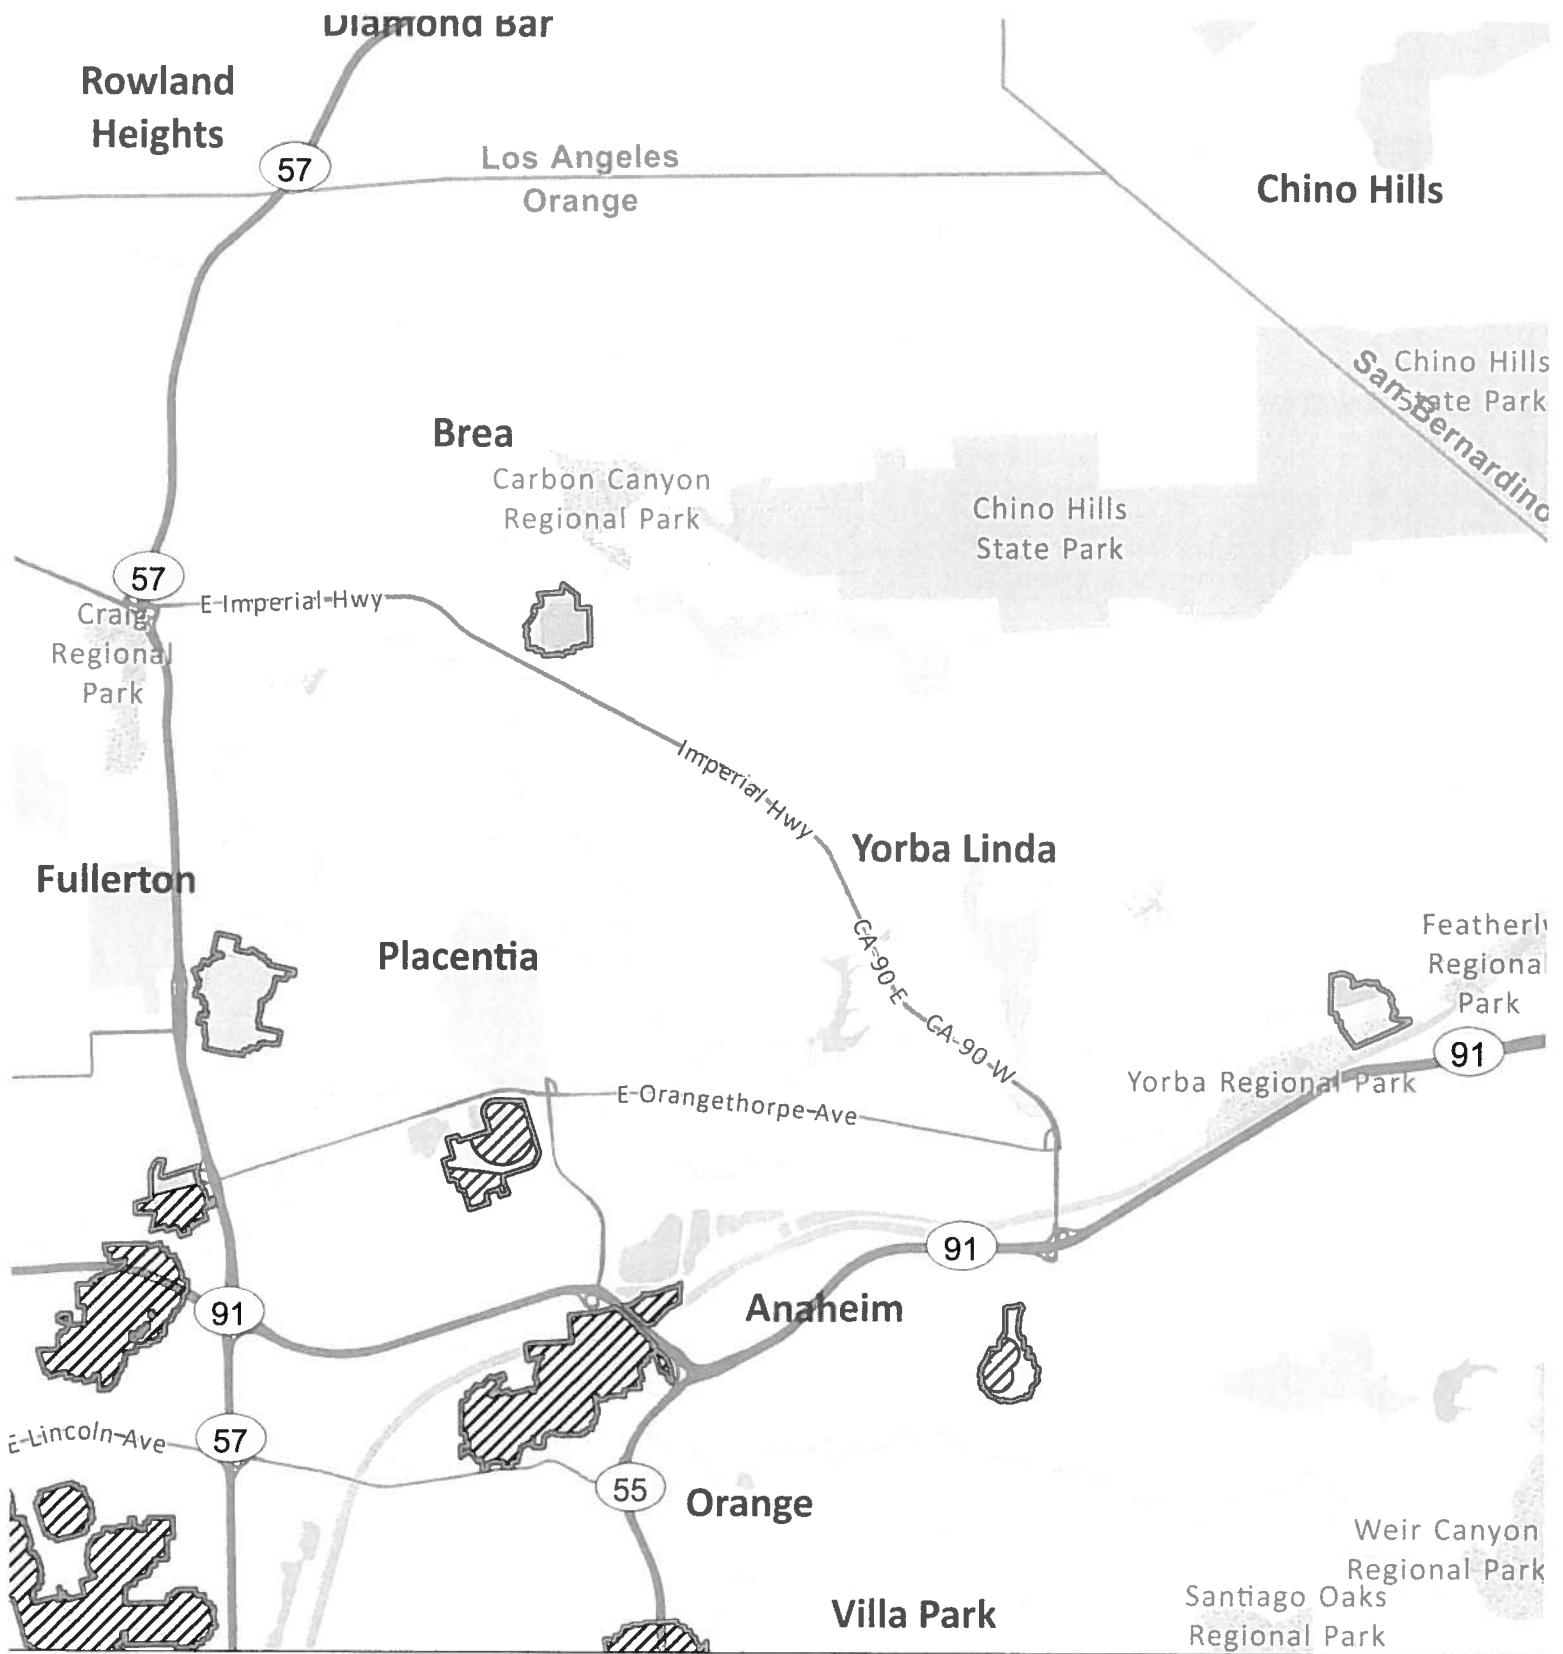 Diamond Bar
Rowland
Heights
57
Los Angeles
Orange
Chino Hills
Chino Hills
State Park
San Bernardino
Brea
Carbon Canyon
Regional Park
Chino Hills
State Park
57
E Imperial Hwy
Craig
Regional
Park
Imperial Hwy
Yorba Linda
Fullerton
Placentia
CA-90 E
CA-90 W
Featherly
Regional
Park
91
Yorba Regional Park
E Orangethorpe Ave
91
91
Anaheim
E Lincoln Ave
57
55
Orange
Weir Canyon
Regional Park
Santiago Oaks
Regional Park
Villa Park